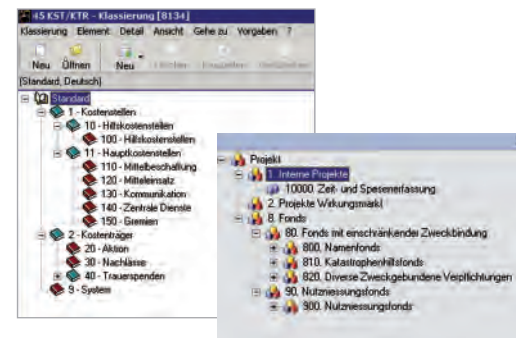 45 KST/KTR - Klassierung [8134]
Klassierung Element Detail Ansicht Gehe zu Vorgaben ?
Neu Öffnen Neu
(Standard, Deutsch)
Standard
1 - Kostenstellen
10 - Hilfskostenstellen
100 - Hilfskostenstellen
11 - Hauptkostenstellen
110 - Mittelbeschaffung
120 - Mitteleinsatz
130 - Kommunikation
140 - Zentrale Dienste
150 - Gremien
2 - Kostenträger
20 - Aktion
30 - Nachlässe
40 - Trauerspenden
9 - System
Projekt
1. Interne Projekte
10000. Zeit- und Spesenerfassung
2. Projekte Wirkungsmarkt
8. Fonds
80. Fonds mit einschränkender Zweckbindung
800. Namenfonds
810. Katastrophenhilfsfonds
820. Diverse Zweckgebundene Verpflichtungen
90. Nutzniessungsfonds
900. Nutzniessungsfonds